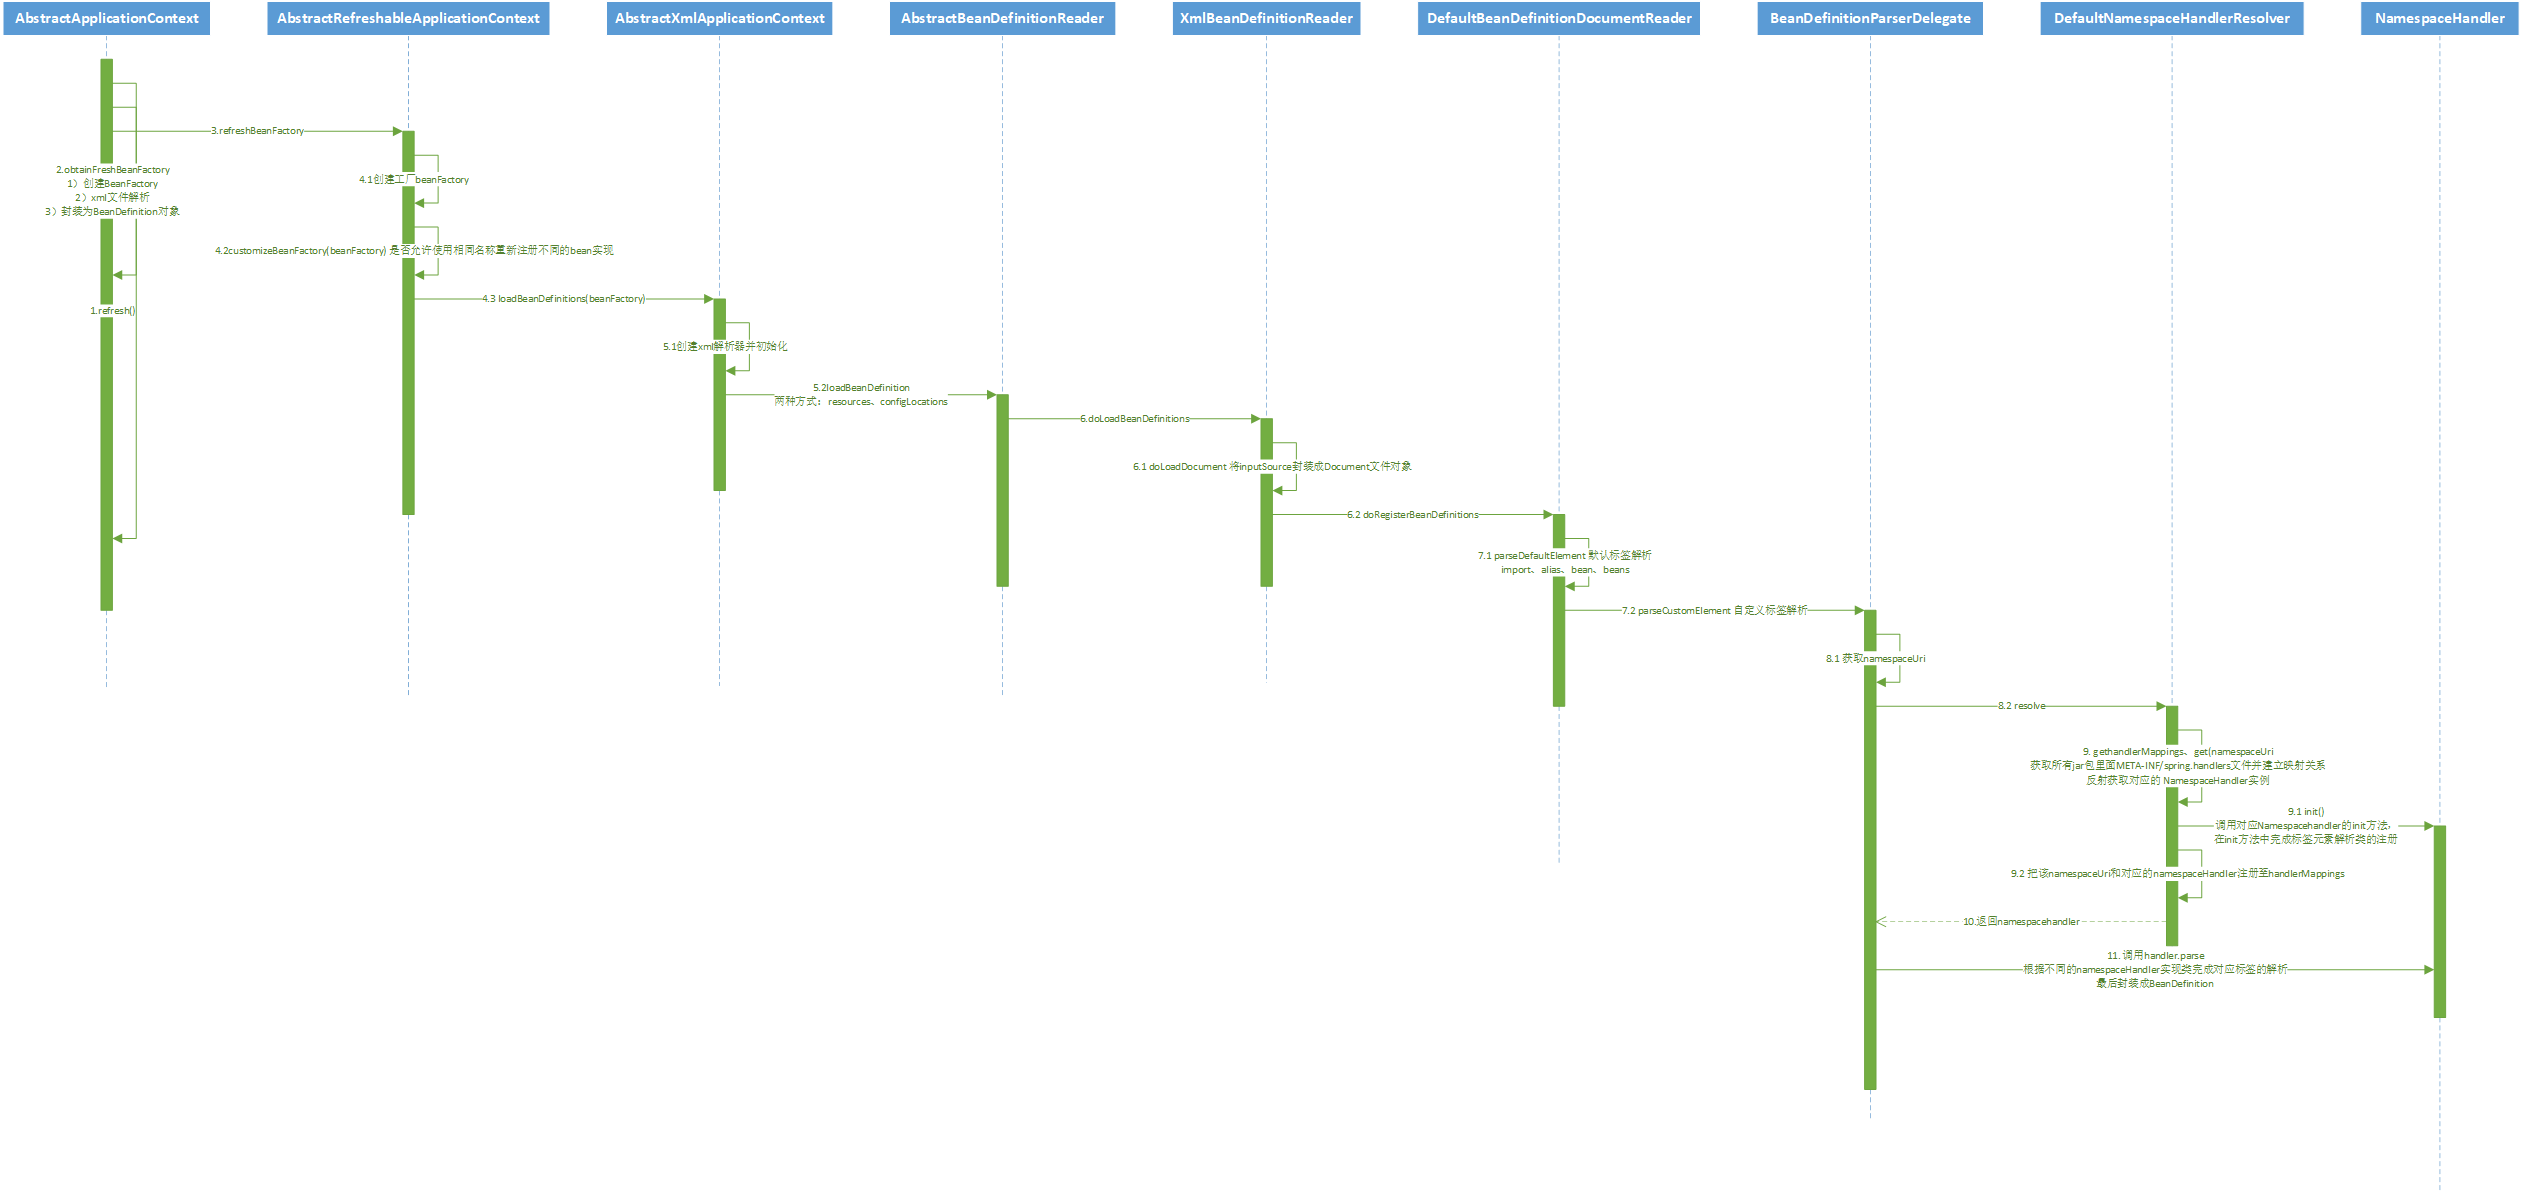 AbstractApplicationContext
AbstractRefreshableApplicationContext
AbstractXmlApplicationContext
AbstractBeanDefinitionReader
XmlBeanDefinitionReader
DefaultBeanDefinitionDocumentReader
BeanDefinitionParserDelegate
DefaultNamespaceHandlerResolver
NamespaceHandler
3.refreshBeanFactory
2.obtainFreshBeanFactory
1）创建BeanFactory
2）xml文件解析
3）封装为BeanDefinition对象
4.1创建工厂beanFactory
4.2customizeBeanFactory(beanFactory) 是否允许使用相同名称重新注册不同的bean实现
4.3 loadBeanDefinitions(beanFactory)
1.refresh()
5.1创建xml解析器并初始化
5.2loadBeanDefinition
两种方式：resources、configLocations
6.doLoadBeanDefinitions
6.1 doLoadDocument 将inputSource封装成Document文件对象
6.2 doRegisterBeanDefinitions
7.1 parseDefaultElement 默认标签解析
import、alias、bean、beans
7.2 parseCustomElement 自定义标签解析
8.1 获取namespaceUri
8.2 resolve
9. gethandlerMappings、get(namespaceUri
获取所有jar包里面META-INF/spring.handlers文件并建立映射关系
反射获取对应的 NamespaceHandler实例
9.1 init()
调用对应Namespacehandler的init方法，
在init方法中完成标签元素解析类的注册
9.2 把该namespaceUri和对应的namespaceHandler注册至handlerMappings
10.返回namespacehandler
11. 调用handler.parse
根据不同的namespaceHandler实现类完成对应标签的解析
最后封装成BeanDefinition